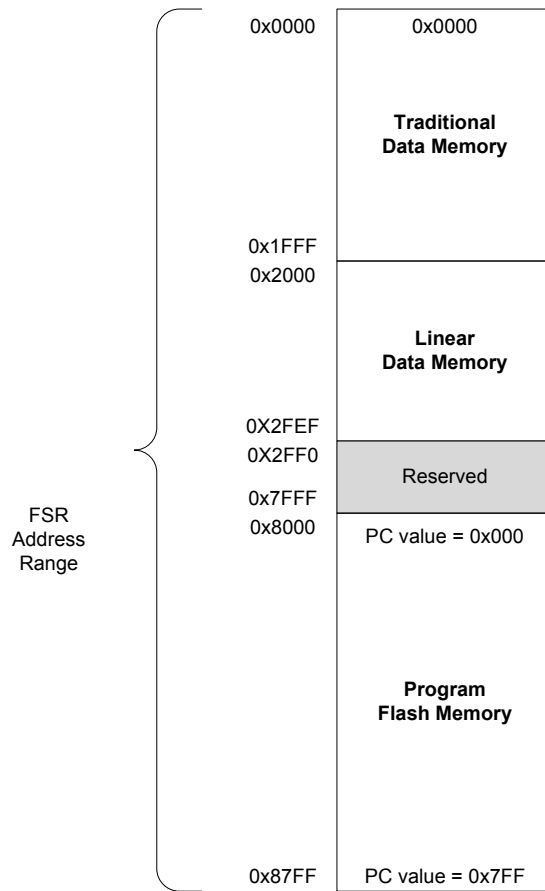 0x0000 0x0000
Traditional
Data Memory
0x1FFF
0x2000
Linear
Data Memory
0X2FEF
0X2FF0
Reserved
0x7FFF
0x8000 PC value = 0x000
FSR
Address
Range
Program
Flash Memory
0x87FF PC value = 0x7FF